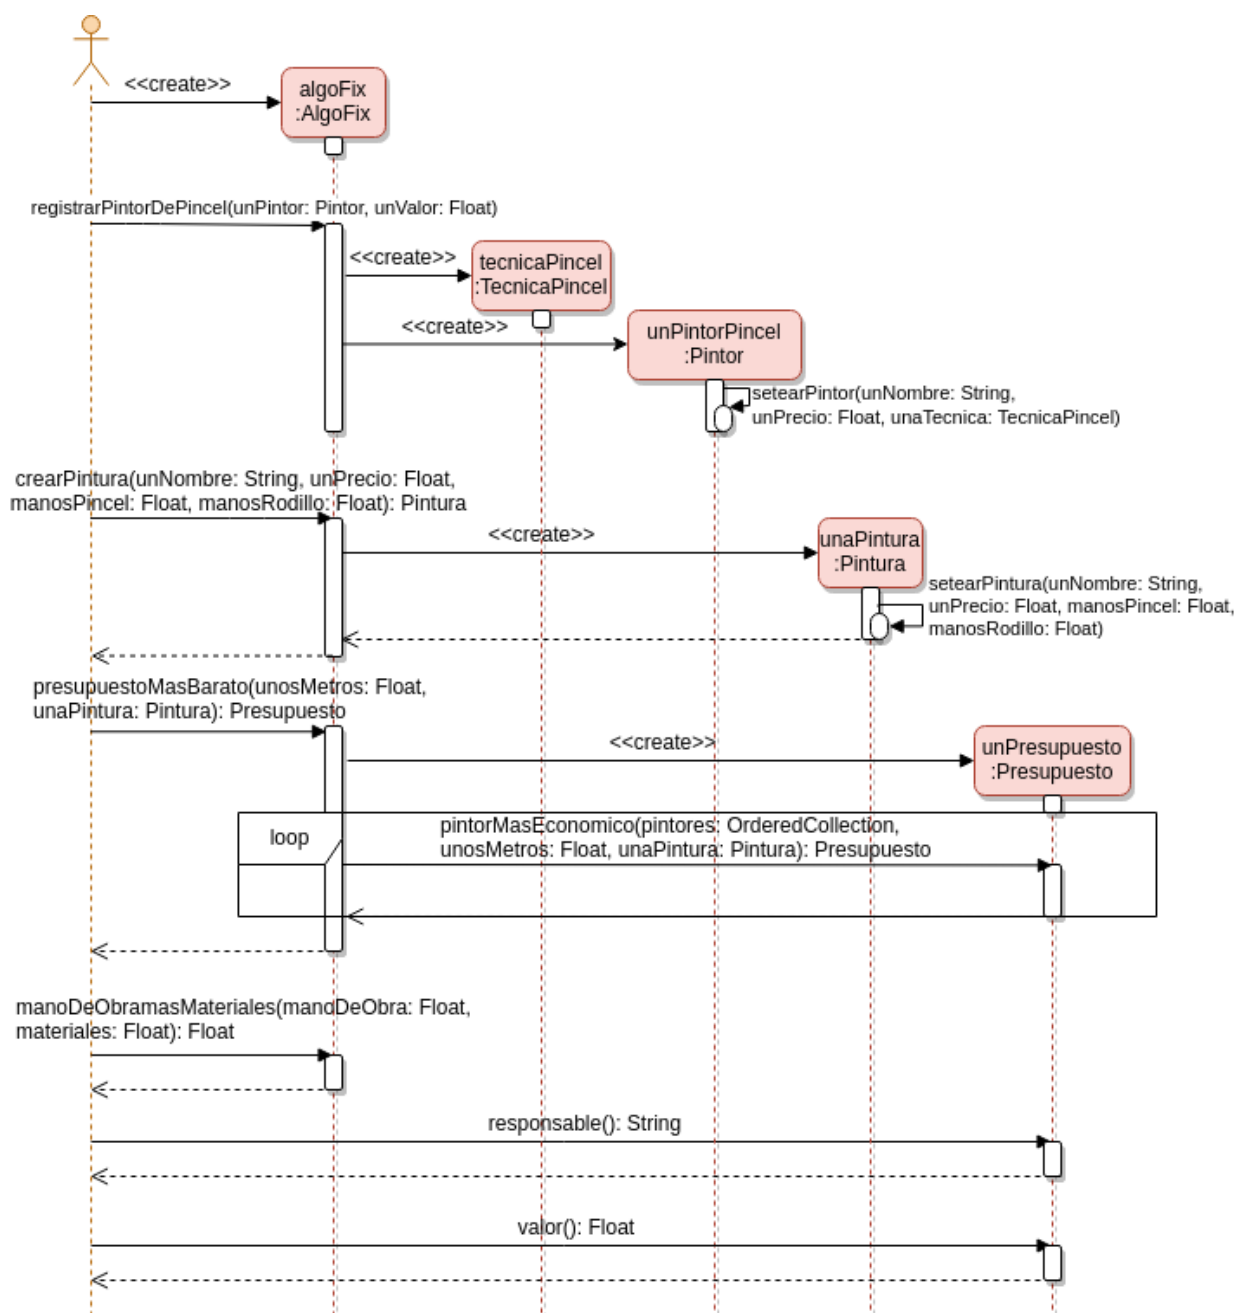 <<create>>
algoFix
:AlgoFix
registrarPintorDePincel(unPintor: Pintor, unValor: Float)
<<create>>
tecnicaPincel
:TecnicaPincel
<<create>>
unPintorPincel
:Pintor
setearPintor(unNombre: String,
unPrecio: Float, unaTecnica: TecnicaPincel)
crearPintura(unNombre: String, unPrecio: Float,
manosPincel: Float, manosRodillo: Float): Pintura
<<create>>
unaPintura
:Pintura
setearPintura(unNombre: String,
unPrecio: Float, manosPincel: Float,
manosRodillo: Float)
presupuestoMasBarato(unosMetros: Float,
unaPintura: Pintura): Presupuesto
<<create>>
unPresupuesto
:Presupuesto
loop
pintorMasEconomico(pintores: OrderedCollection,
unosMetros: Float, unaPintura: Pintura): Presupuesto
manoDeObramasMateriales(manoDeObra: Float,
materiales: Float): Float
responsable(): String
valor(): Float